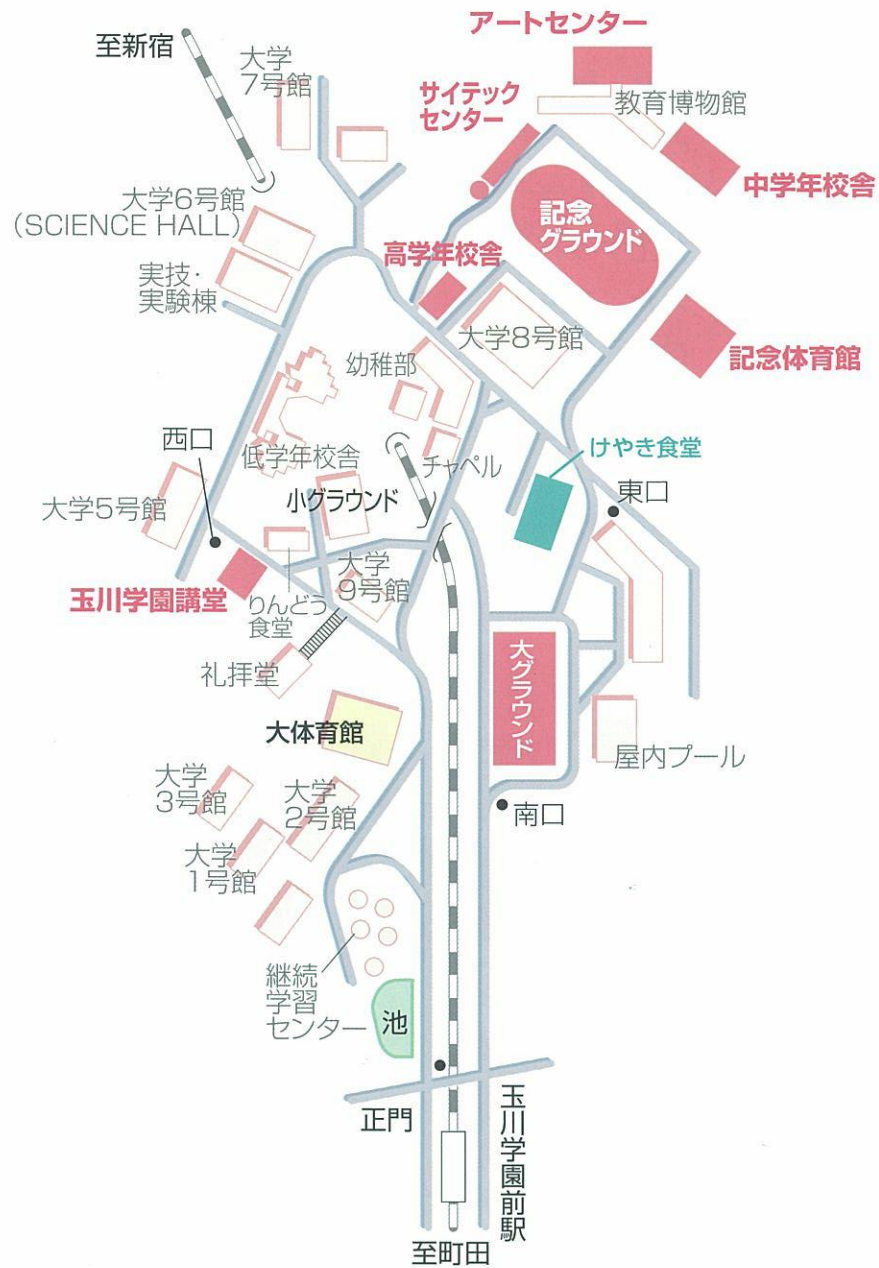 アートセンター
至新宿
大学
7号館
サイテック
センター
教育博物館
中学年校舎
大学6号館
(SCIENCE HALL)
記念
グラウンド
高学年校舎
実技・
実験棟
大学8号館
記念体育館
幼稚部
西口
低学年校舎
チャペル
けやき食堂
小グラウンド
東口
大学5号館
大学
9号館
玉川学園講堂
りんどう
食堂
礼拝堂
大グラウンド
大体育館
屋内プール
大学
3号館
大学
2号館
南口
大学
1号館
継続
学習
センター
池
正門
玉川学園前駅
至町田